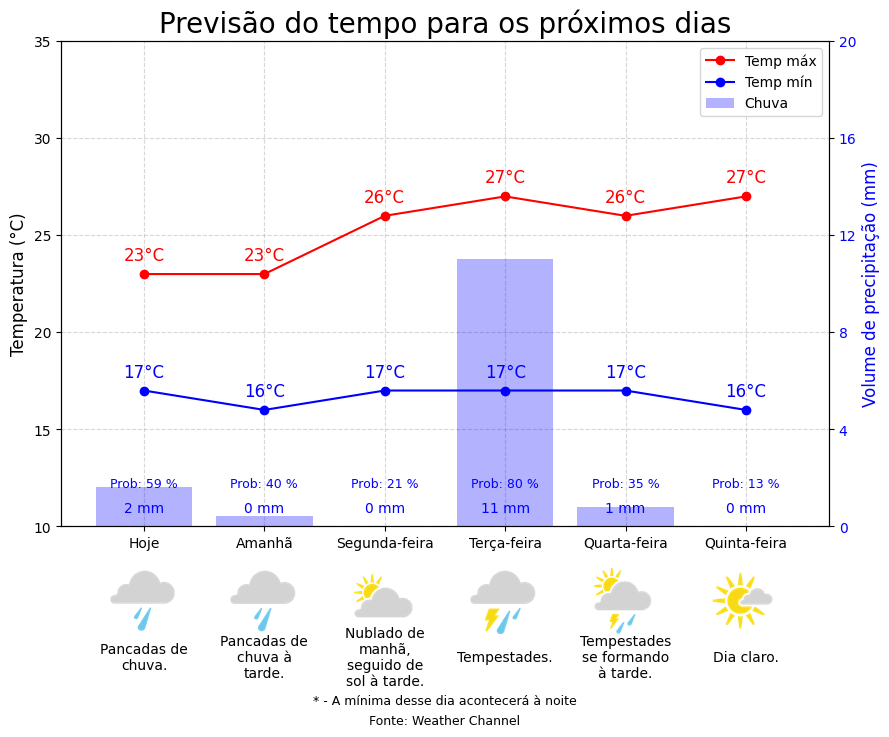 Previsão do tempo para os próximos dias
35
30
25
20
15
10
Temperatura (°C)
20
16
12
8
4
0
Volume de precipitação (mm)
Temp máx
Temp mín
Chuva
23°C
23°C
26°C
27°C
26°C
27°C
17°C
16°C
17°C
17°C
17°C
16°C
Prob: 59 %
Prob: 40 %
Prob: 21 %
Prob: 80 %
Prob: 35 %
Prob: 13 %
2 mm
0 mm
0 mm
11 mm
1 mm
0 mm
Hoje
Amanhã
Segunda-feira
Terça-feira
Quarta-feira
Quinta-feira
Pancadas de
chuva.
Pancadas de
chuva à
tarde.
Nublado de
manhã,
seguido de
sol à tarde.
Tempestades.
Tempestades
se formando
à tarde.
Dia claro.
* - A mínima desse dia acontecerá à noite
Fonte: Weather Channel